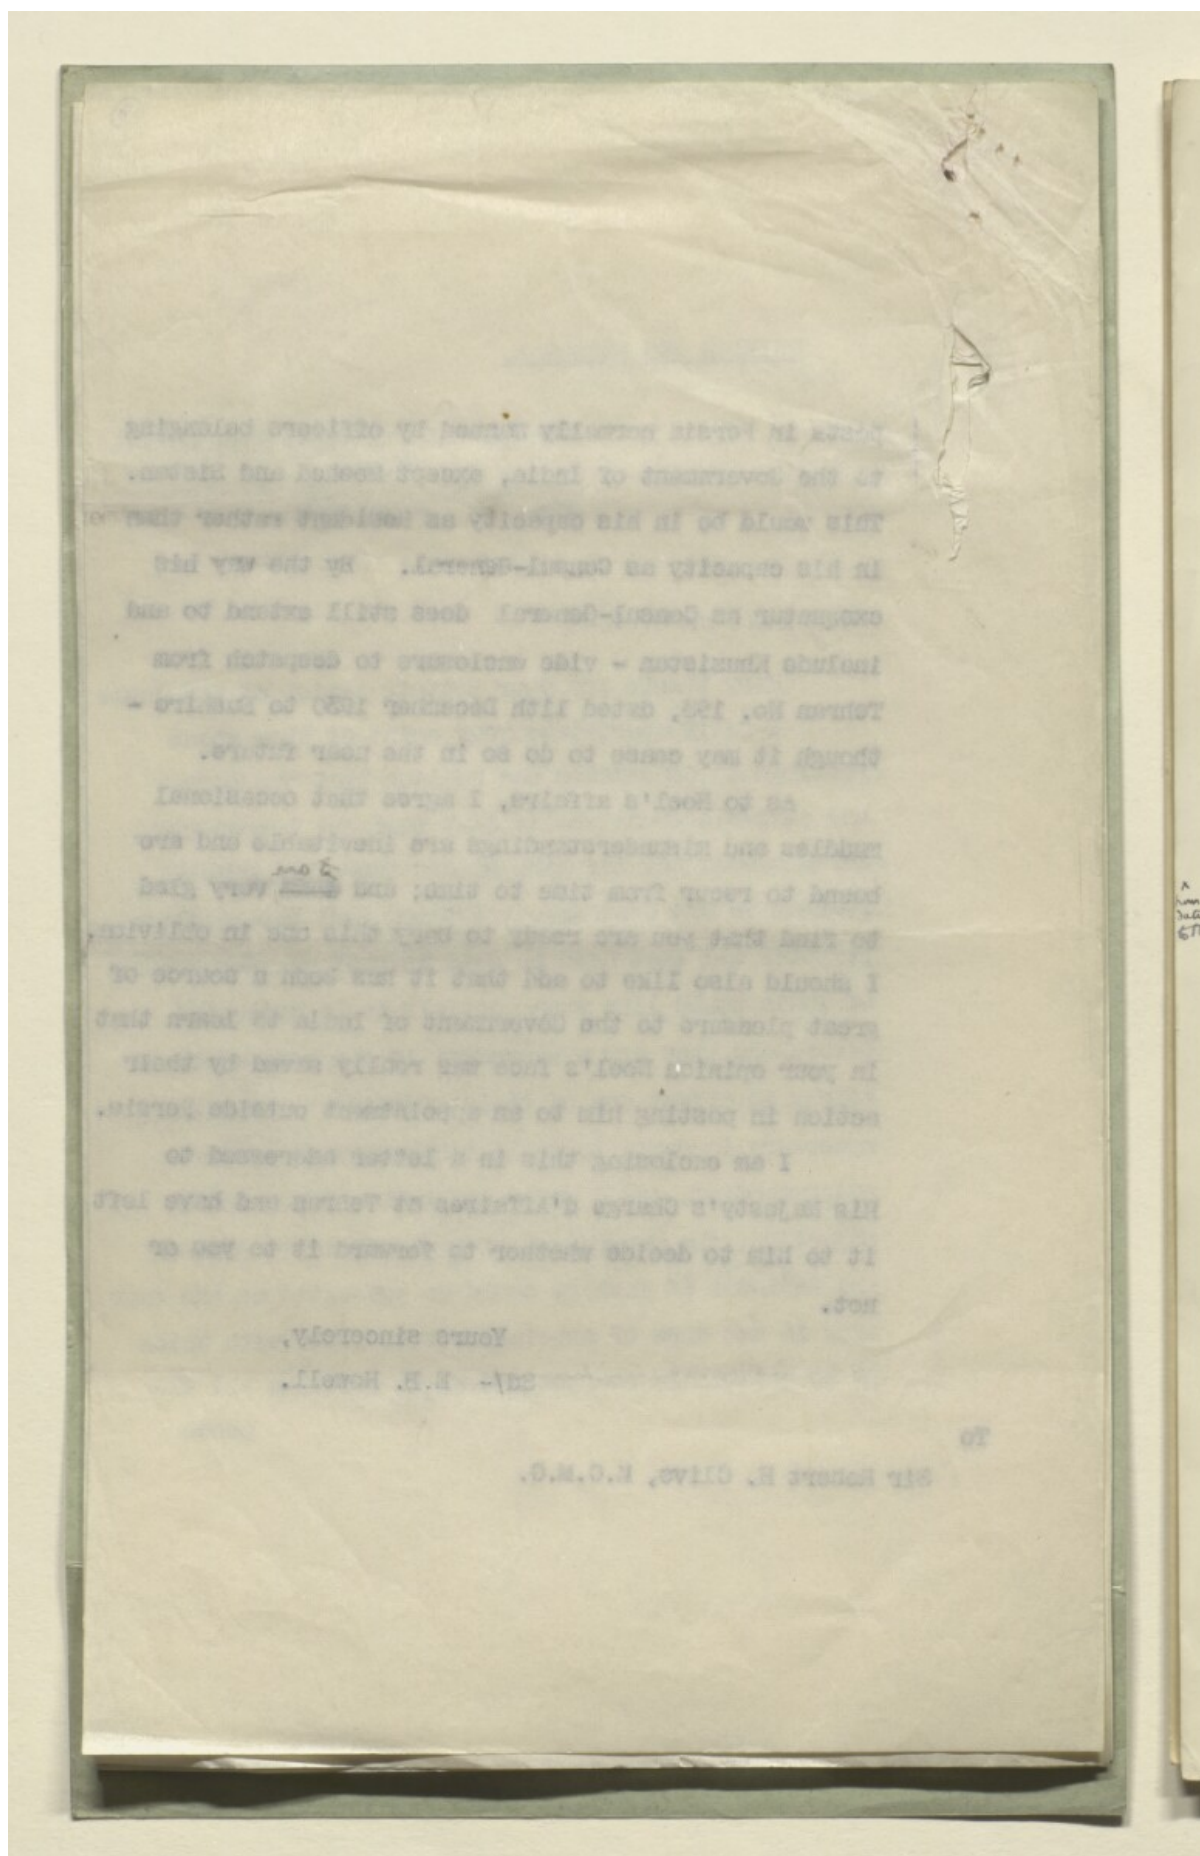 posts in Persia normally manned by officers belonging
to the Government of India, except Meshed and Sistan.
This would be in his capacity as Resident rather than
in his capacity as Consul-General. By the way his
exequatur as Consul-General does still extend to and
include Khuzistan - vide enclosure to despatch from
Tehran No. 193, dated 11th December 1930 to Bushire -
though it may cease to do so in the near future.
As to Noel's affairs, I agree that occasional
muddles and misunderstandings are inevitable and are
bound to recur from time to time; and I am very glad
to find that you are ready to bury this one in oblivion.
I should also like to add that it has been a source of
great pleasure to the Government of India to learn that
in your opinion Noel's face was really saved by their
action in posting him to an appointment outside Persia.
I am enclosing this in a letter addressed to
His Majesty's Charge d'Affaires at Tehran and have left
it to him to decide whether to forward it to you or
not.
Yours sincerely,
Sd/- E.B. Howell.
To
Sir Robert H. Clive, K.C.M.G.